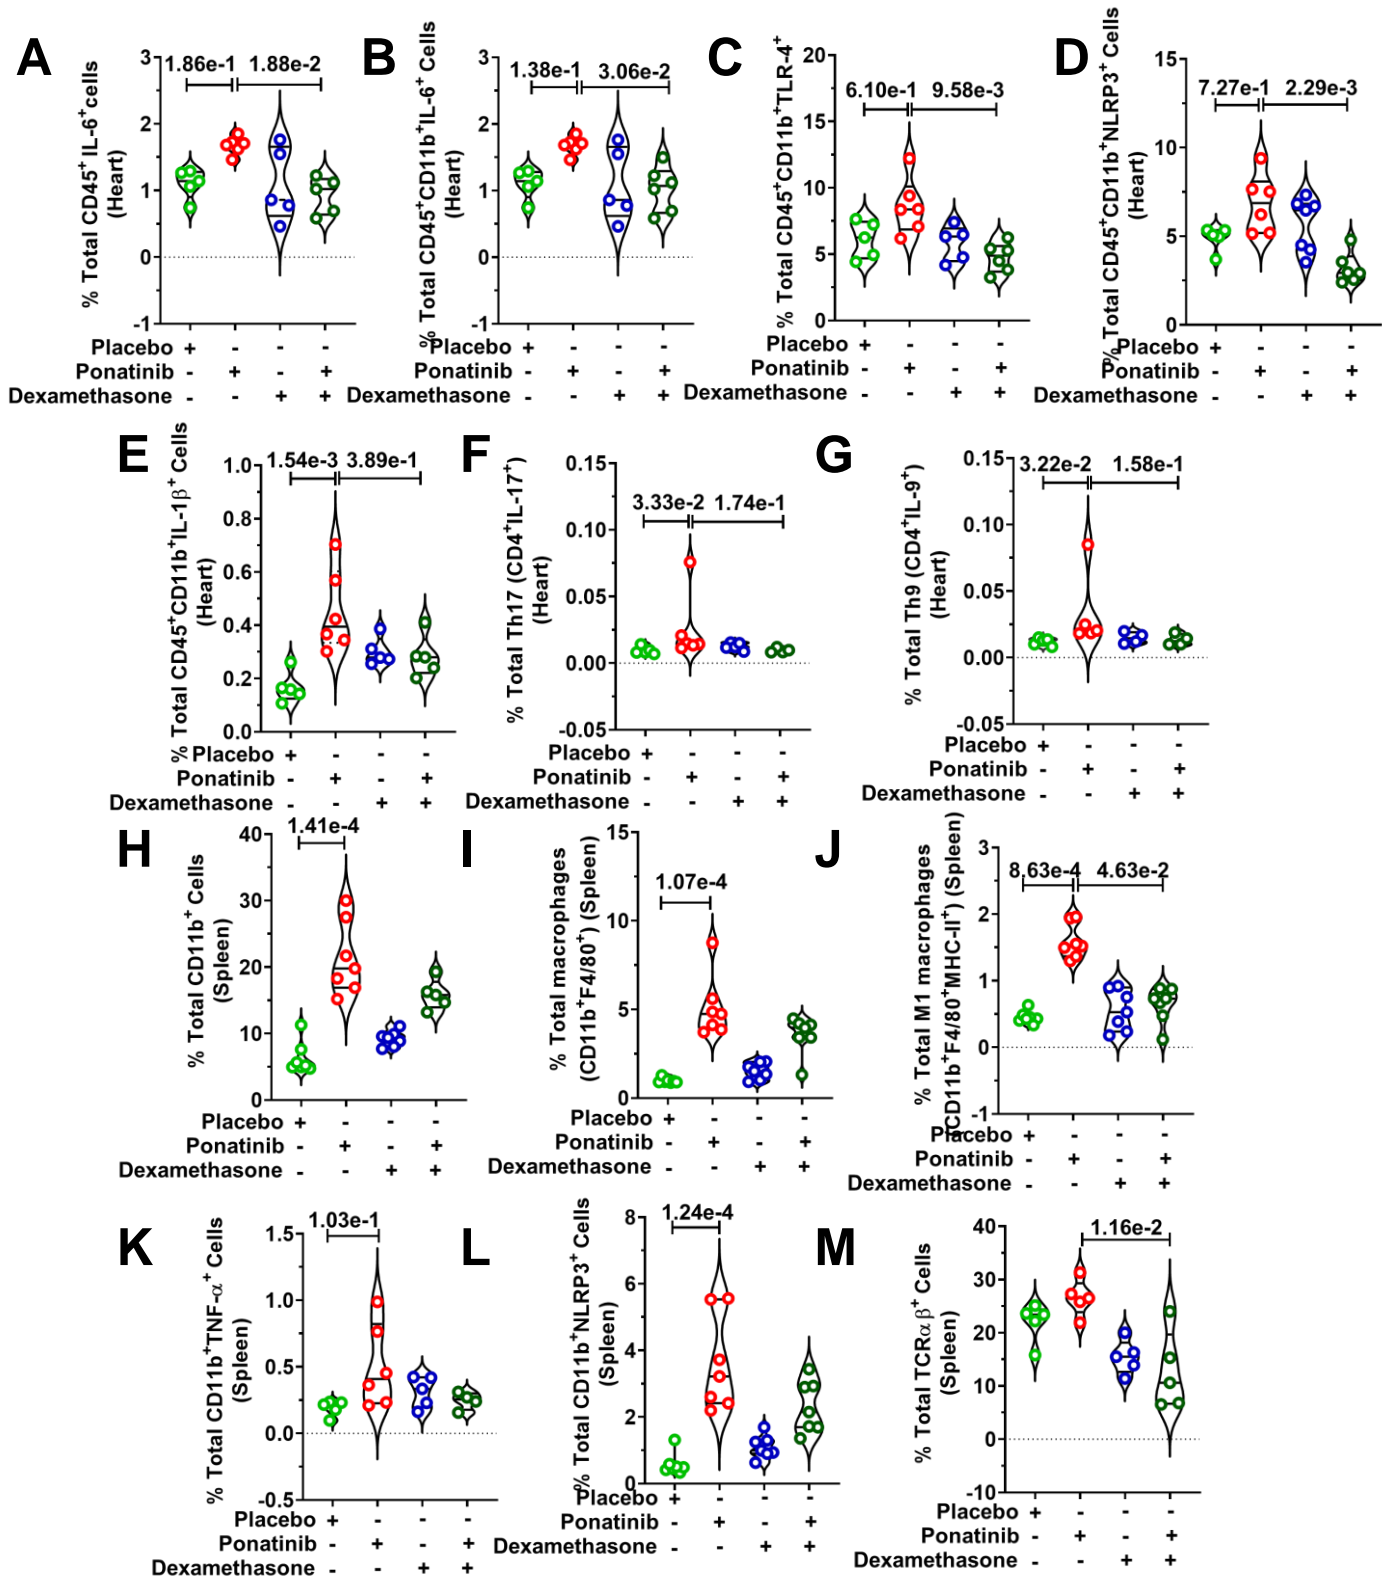 A
% Total CD45+ IL-6+cells
(Heart)
3
2
1
0
-1
1.86e-1
1.88e-2
Placebo + - - -
Ponatinib - + - +
Dexamethasone - - + +
B
% Total CD45+CD11b+IL-6+ Cells
(Heart)
3
2
1
0
-1
1.38e-1
3.06e-2
Placebo + - - -
Ponatinib - + - +
Dexamethasone - - + +
C
% Total CD45+CD11b+TLR-4+
20
15
10
5
0
6.10e-1
9.58e-3
Placebo + - - -
Ponatinib - + - +
Dexamethasone - - + +
D
% Total CD45+CD11b+NLRP3+ Cells
(Heart)
15
10
5
0
7.27e-1
2.29e-3
Placebo + - - -
Ponatinib - + - +
Dexamethasone - - + +
E
% Total CD45+CD11b+IL-1β+ Cells
(Heart)
1.0
0.8
0.6
0.4
0.2
0.0
1.54e-3
3.89e-1
Placebo + - - -
Ponatinib - + - +
Dexamethasone - - + +
F
% Total Th17 (CD4+IL-17+)
(Heart)
0.15
0.10
0.05
0.00
-0.05
3.33e-2
1.74e-1
Placebo + - - -
Ponatinib - + - +
Dexamethasone - - + +
G
% Total Th9 (CD4+IL-9+)
(Heart)
0.15
0.10
0.05
0.00
-0.05
3.22e-2
1.58e-1
Placebo + - - -
Ponatinib - + - +
Dexamethasone - - + +
H
% Total CD11b+ Cells
(Spleen)
40
30
20
10
0
1.41e-4
Placebo + - - -
Ponatinib - + - +
Dexamethasone - - + +
I
% Total macrophages
(CD11b+F4/80+) (Spleen)
15
10
5
0
1.07e-4
Placebo + - - -
Ponatinib - + - +
Dexamethasone - - + +
J
% Total M1 macrophages
(CD11b+F4/80+MHC-II+) (Spleen)
3
2
1
0
-1
8.63e-4
4.63e-2
Placebo + - - -
Ponatinib - + - +
Dexamethasone - - + +
K
% Total CD11b+TNF-α+ Cells
(Spleen)
1.5
1.0
0.5
0.0
-0.5
1.03e-1
Placebo + - - -
Ponatinib - + - +
Dexamethasone - - + +
L
% Total CD11b+NLRP3+ Cells
(Spleen)
8
6
4
2
0
1.24e-4
Placebo + - - -
Ponatinib - + - +
Dexamethasone - - + +
M
% Total TCRαβ+ Cells
(Spleen)
40
30
20
10
0
-10
1.16e-2
Placebo + - - -
Ponatinib - + - +
Dexamethasone - - + +